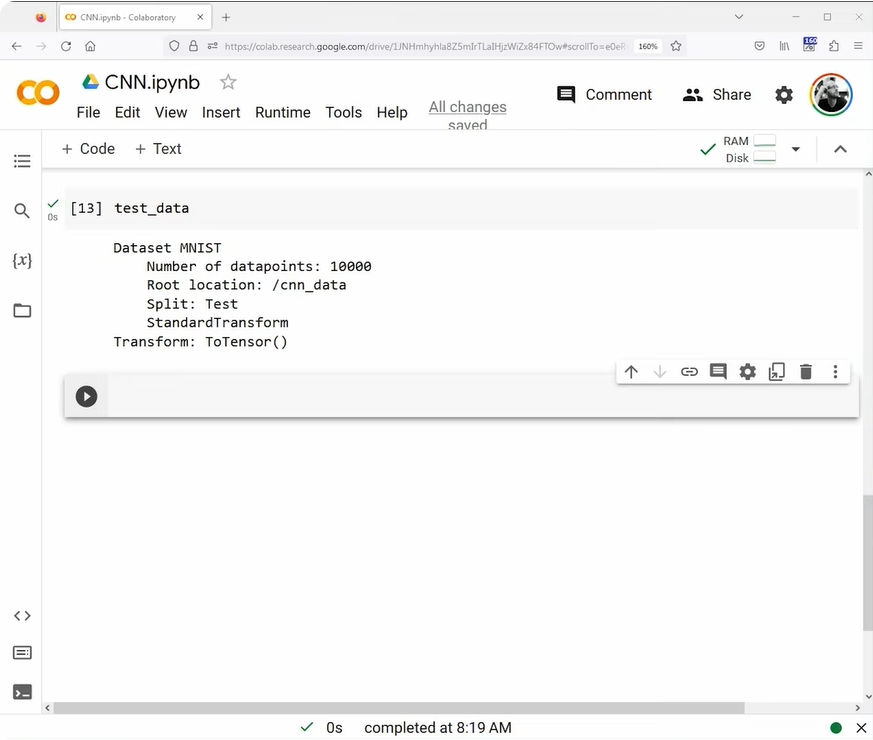 CNN.ipynb - Colaboratory
https://colab.research.google.com/drive/1JNHmhyhla8Z5mIrTLaIHjzWiZx84FTOw#scrollTo=e0eR
160%
160
CNN.ipynb
File Edit View Insert Runtime Tools Help
All changes
saved
Comment
Share
+ Code + Text
RAM
Disk
{x}
0s
[13] test_data
Dataset MNIST
Number of datapoints: 10000
Root location: /cnn_data
Split: Test
StandardTransform
Transform: ToTensor()
0s completed at 8:19 AM